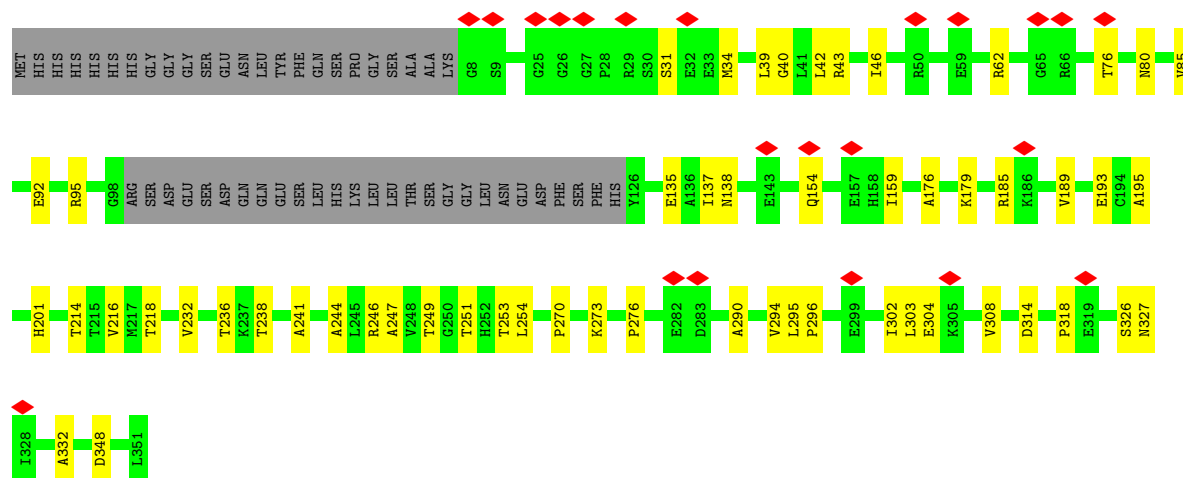 MET HIS HIS HIS HIS HIS HIS GLY GLY GLY SER GLU ASN LEU TYR PHE GLN SER PRO GLY SER ALA ALA LYS G8 S9 G25 G26 G27 P28 R29 S30 S31 E32 E33 M34 L39 G40 L41 L42 R43 I46 R50 E59 R62 G65 R66 T76 N80 V85
E92 R95 G98 ARG SER ASP GLU SER ASP GLN GLN GLU SER LEU HIS LYS LEU LEU THR SER GLY GLY LEU ASN GLU ASP PHE SER PHE HIS Y126 E135 A136 I137 N138 E143 Q154 E157 H158 I159 A176 K179 R185 K186 V189 E193 C194 A195
H201 T214 T215 V216 M217 T218 V232 T236 K237 T238 A241 A244 L245 R246 A247 V248 T249 G250 T251 H252 T253 L254 P270 K273 P276 E282 D283 A290 V294 L295 P296 E299 I302 L303 E304 K305 V308 D314 P318 E319 S326 N327
I328 A332 D348 L351